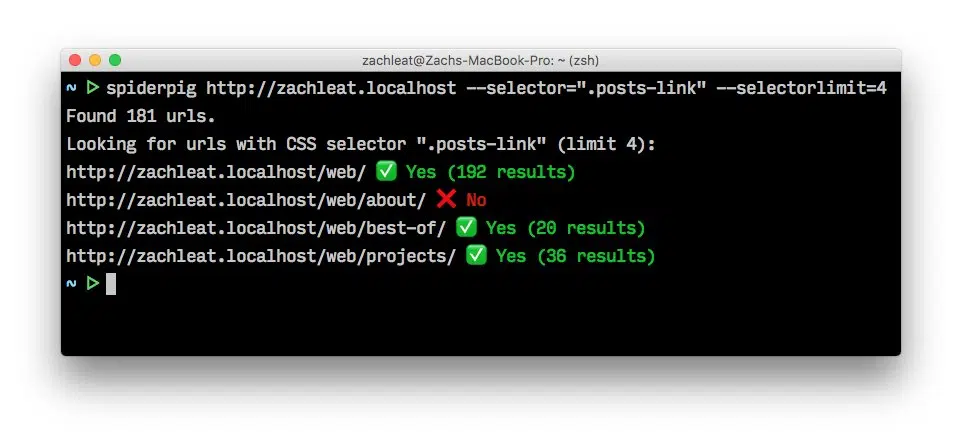 zachleat@Zachs-MacBook-Pro: ~ (zsh)
~ ▷ spiderpig http://zachleat.localhost --selector=".posts-link" --selectorlimit=4
Found 181 urls.
Looking for urls with CSS selector ".posts-link" (limit 4):
http://zachleat.localhost/web/ ✅ Yes (192 results)
http://zachleat.localhost/web/about/ ❌ No
http://zachleat.localhost/web/best-of/ ✅ Yes (20 results)
http://zachleat.localhost/web/projects/ ✅ Yes (36 results)
~ ▷